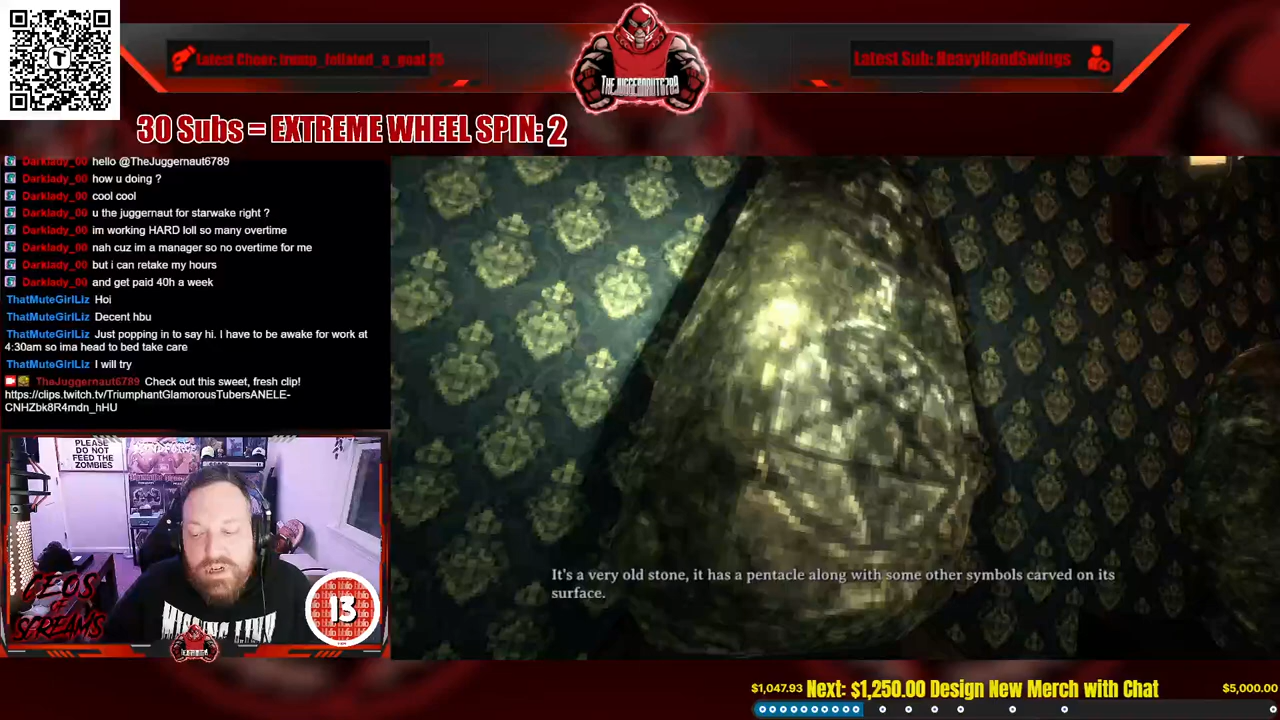 Latest Cheer: tromp_fellated_a_goat 25
THEJUGGERNAUT6789
Latest Sub: HeavyHandSwings
30 Subs = EXTREME WHEEL SPIN: 2
Darklady_00 hello @TheJuggernaut6789
Darklady_00 how u doing ?
Darklady_00 cool cool
Darklady_00 u the juggernaut for starwake right ?
Darklady_00 im working HARD loll so many overtime
Darklady_00 nah cuz im a manager so no overtime for me
Darklady_00 but i can retake my hours
Darklady_00 and get paid 40h a week
ThatMuteGirlLiz Hoi
ThatMuteGirlLiz Decent hbu
ThatMuteGirlLiz Just popping in to say hi. I have to be awake for work at
4:30am so ima head to bed take care
ThatMuteGirlLiz I will try
TheJuggernaut6789 Check out this sweet, fresh clip!
https://clips.twitch.tv/TriumphantGlamorousTubersANELE-
CNHZbk8R4mdn_hHU
PLEASE
DO NOT
FEED THE
ZOMBIES
13
MISSING LINK
It's a very old stone, it has a pentacle along with some other symbols carved on its
surface.
$1,047.93 Next: $1,250.00 Design New Merch with Chat $5,000.00